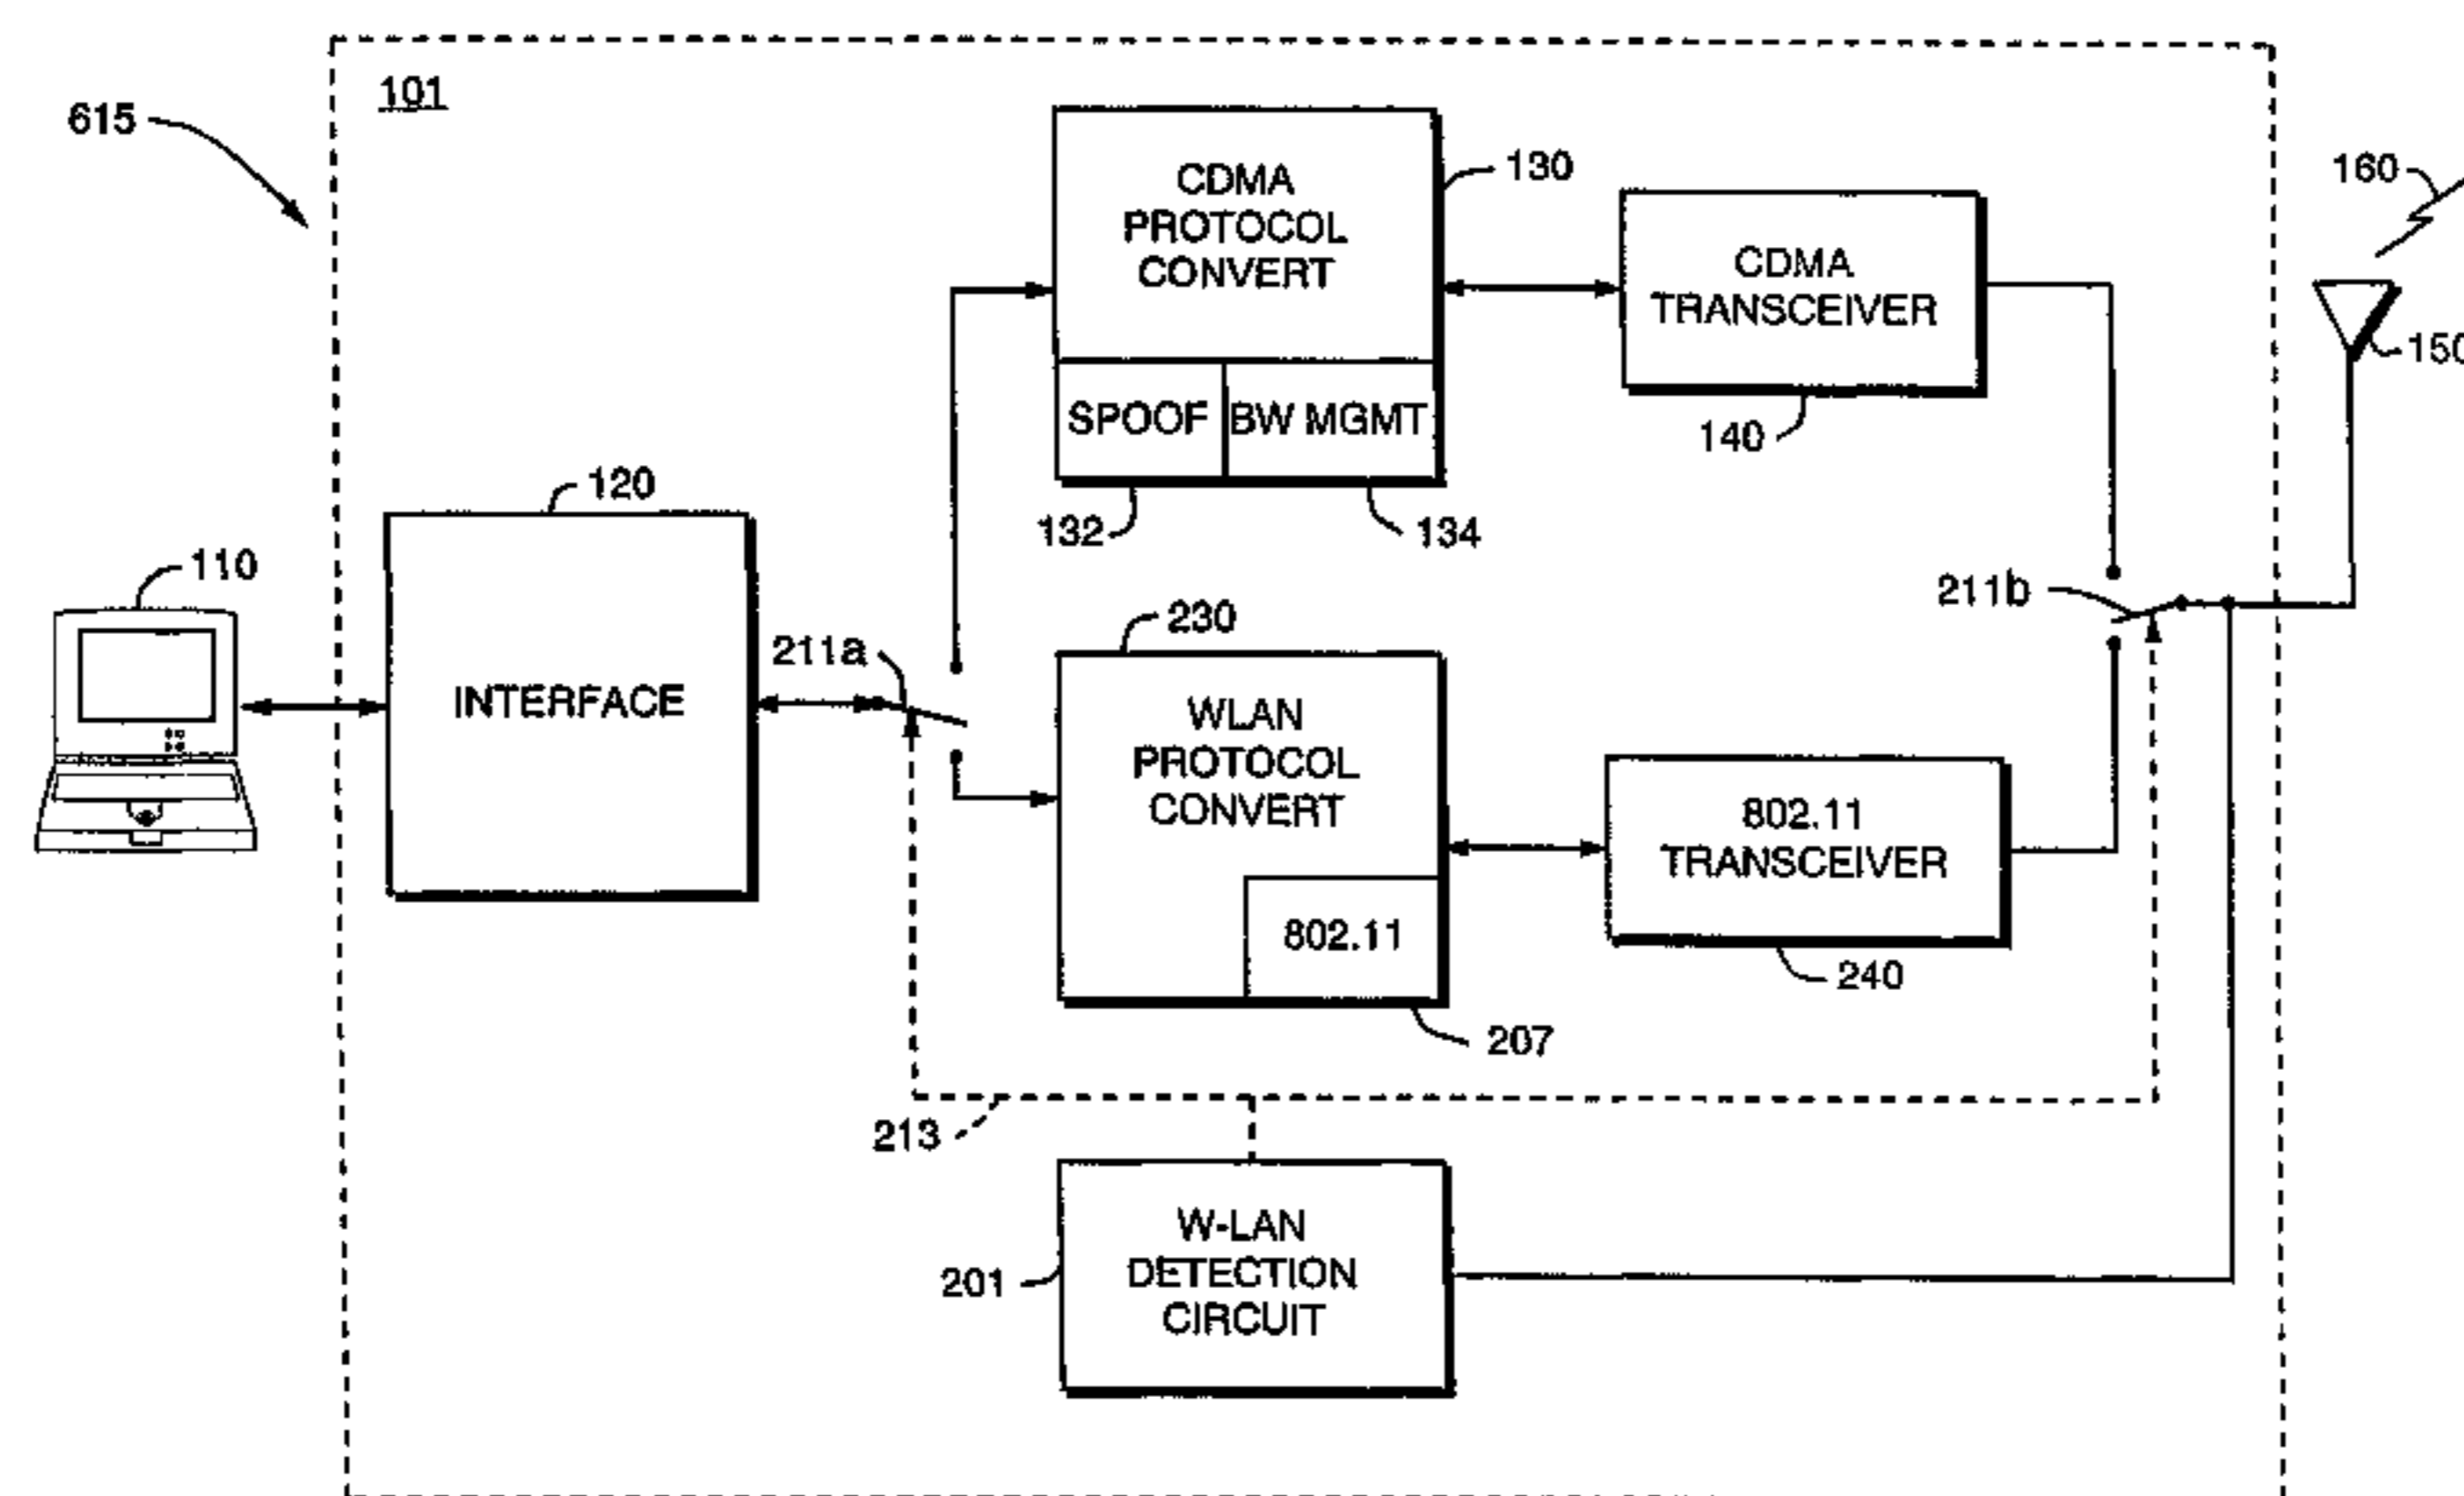 101
615
CDMA
PROTOCOL
CONVERT
130
160
CDMA
TRANSCEIVER
150
SPOOF
BW MGMT
140
132
134
120
110
211b
230
211a
INTERFACE
WLAN
PROTOCOL
CONVERT
802.11
TRANSCEIVER
802.11
240
207
213
W-LAN
DETECTION
CIRCUIT
201